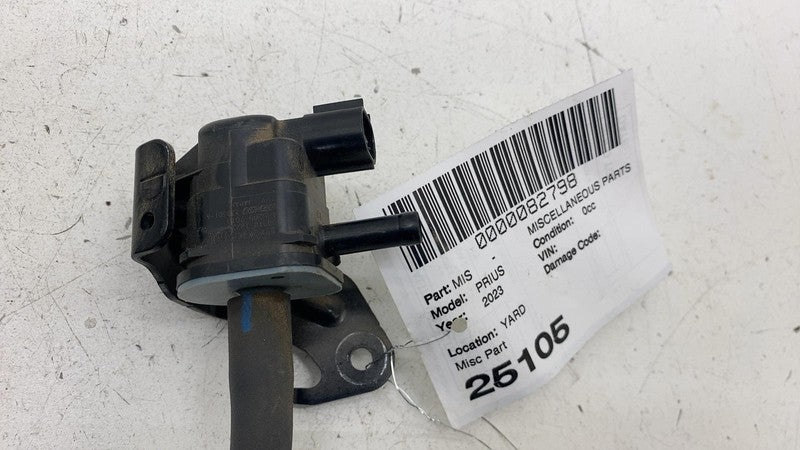 0000082798
Part: MIS - MISCELLANEOUS PARTS
Model: PRIUS Condition: 0cc
Year: 2023 VIN:
Damage Code:
Location: YARD
Misc Part
25105